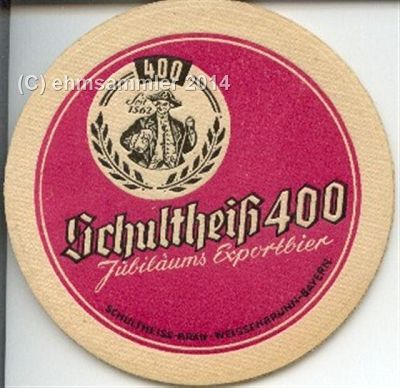 (C) ehmsammler 2014
400
Seit
1562
Schultheiß 400
Jubiläums Exportbier
SCHULTHEISS-BRÄU - WEISSENBRUNN-BAYERN